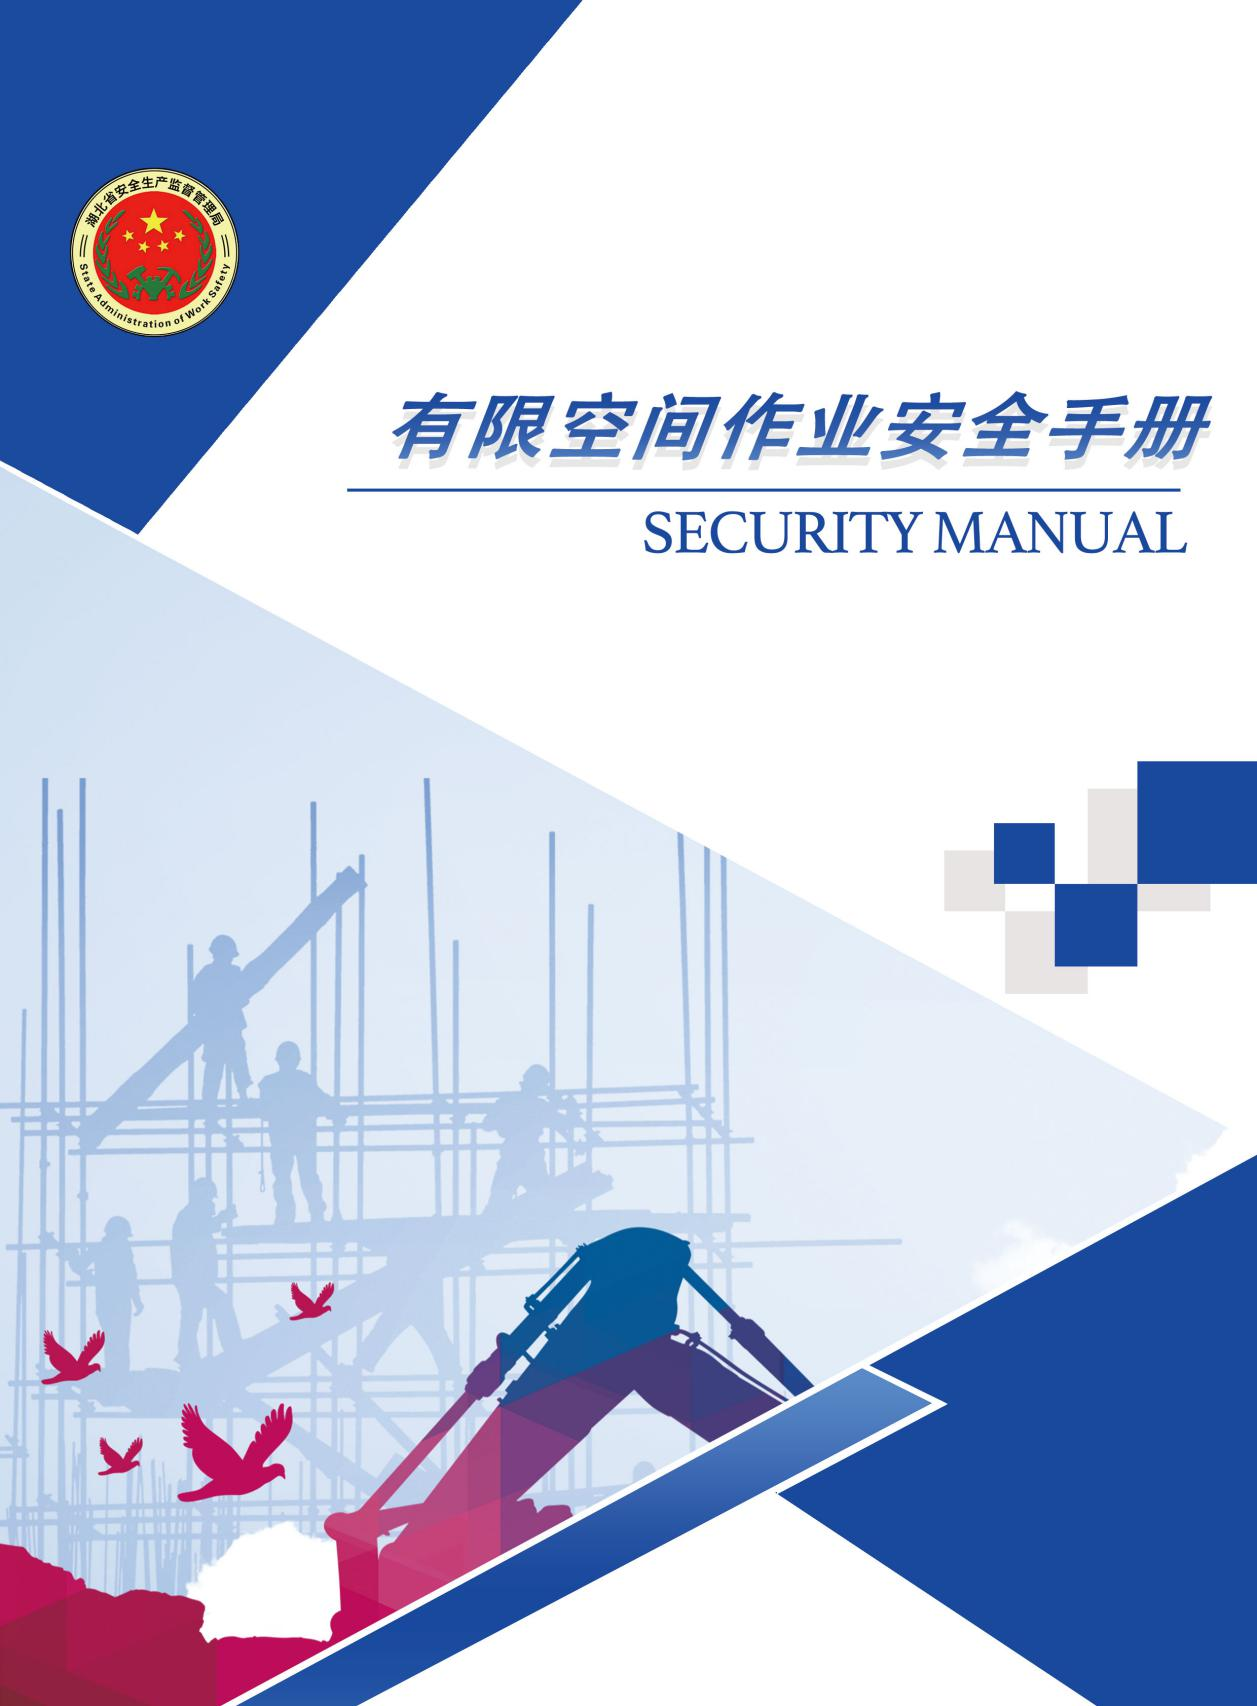 湖北省安全生产监督管理局
State Administration of Work Safety
有限空间作业安全手册
SECURITY MANUAL